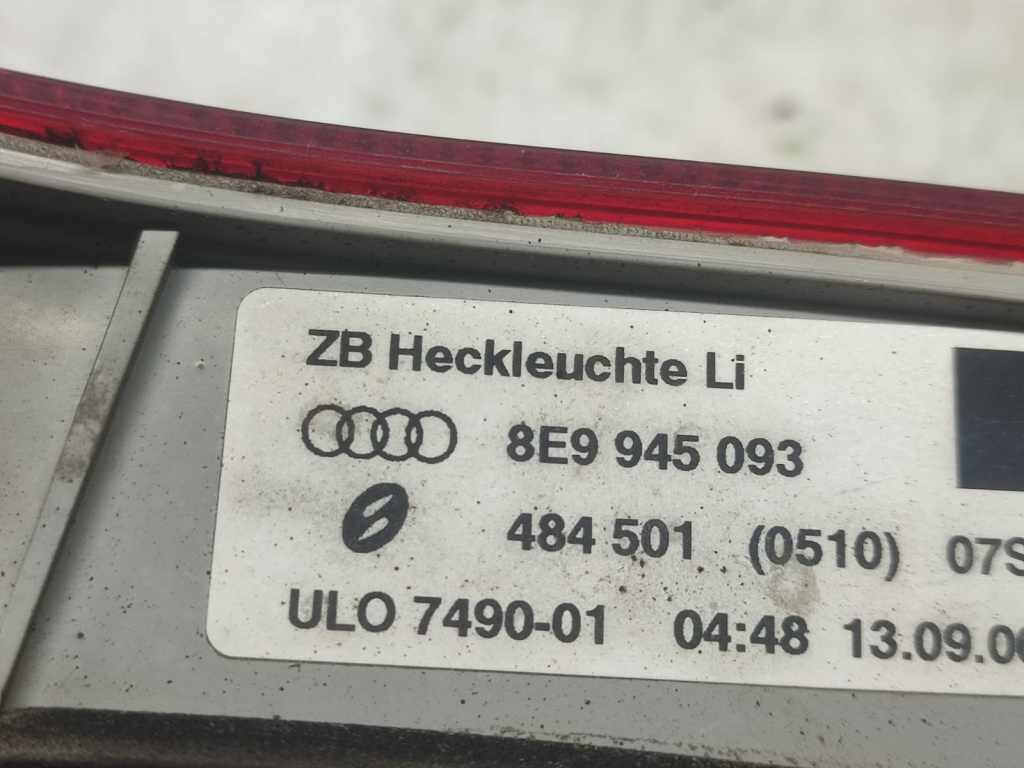 ZB Heckleuchte Li
8E9 945 093
484 501 (0510)
ULO 7490-01 04:48